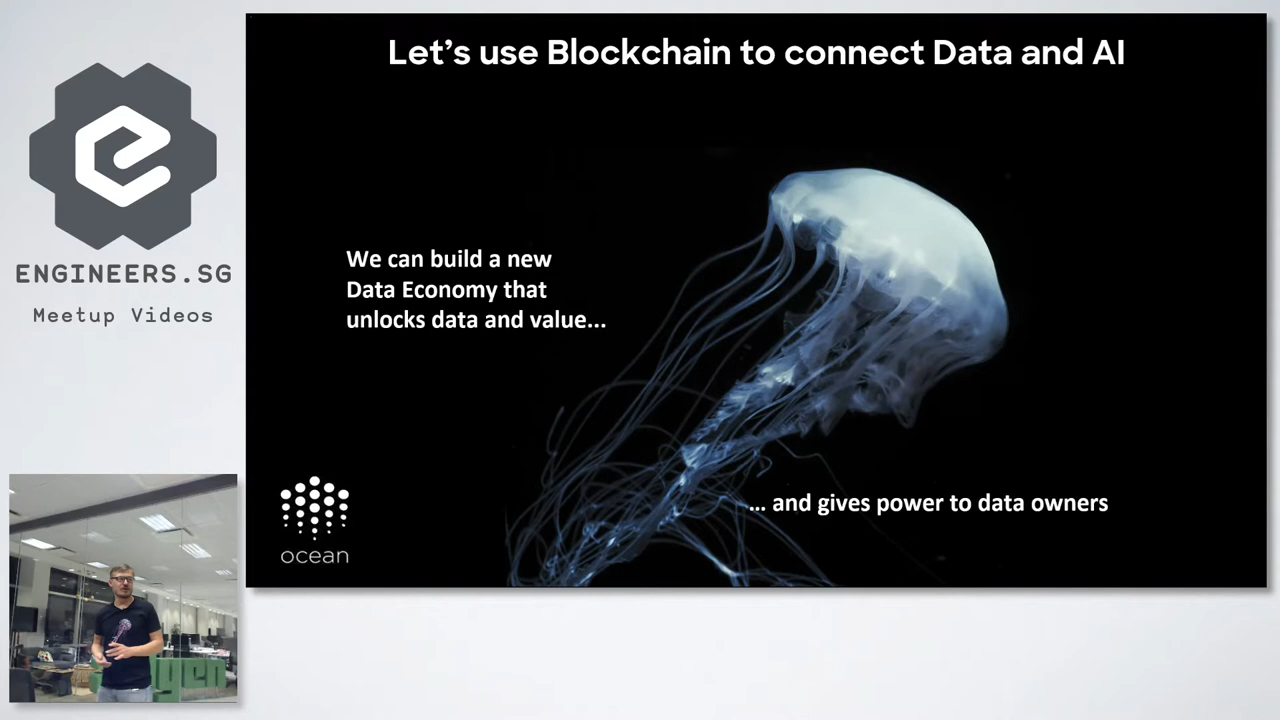 Let's use Blockchain to connect Data and AI
ENGINEERS.SG
Meetup Videos
We can build a new
Data Economy that
unlocks data and value...
... and gives power to data owners
ocean